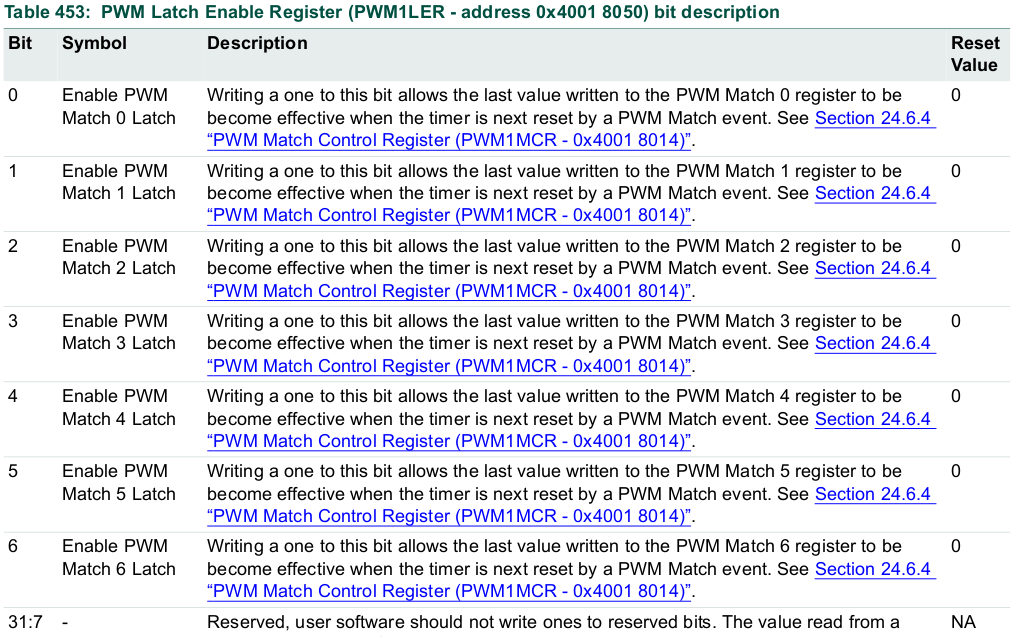 Table 453: PWM Latch Enable Register (PWM1LER - address 0x4001 8050) bit description
Bit Symbol Description Reset
Value
0 Enable PWM Writing a one to this bit allows the last value written to the PWM Match 0 register to be 0
Match 0 Latch become effective when the timer is next reset by a PWM Match event. See Section 24.6.4
“PWM Match Control Register (PWM1MCR - 0x4001 8014)”.
1 Enable PWM Writing a one to this bit allows the last value written to the PWM Match 1 register to be 0
Match 1 Latch become effective when the timer is next reset by a PWM Match event. See Section 24.6.4
“PWM Match Control Register (PWM1MCR - 0x4001 8014)”.
2 Enable PWM Writing a one to this bit allows the last value written to the PWM Match 2 register to be 0
Match 2 Latch become effective when the timer is next reset by a PWM Match event. See Section 24.6.4
“PWM Match Control Register (PWM1MCR - 0x4001 8014)”.
3 Enable PWM Writing a one to this bit allows the last value written to the PWM Match 3 register to be 0
Match 3 Latch become effective when the timer is next reset by a PWM Match event. See Section 24.6.4
“PWM Match Control Register (PWM1MCR - 0x4001 8014)”.
4 Enable PWM Writing a one to this bit allows the last value written to the PWM Match 4 register to be 0
Match 4 Latch become effective when the timer is next reset by a PWM Match event. See Section 24.6.4
“PWM Match Control Register (PWM1MCR - 0x4001 8014)”.
5 Enable PWM Writing a one to this bit allows the last value written to the PWM Match 5 register to be 0
Match 5 Latch become effective when the timer is next reset by a PWM Match event. See Section 24.6.4
“PWM Match Control Register (PWM1MCR - 0x4001 8014)”.
6 Enable PWM Writing a one to this bit allows the last value written to the PWM Match 6 register to be 0
Match 6 Latch become effective when the timer is next reset by a PWM Match event. See Section 24.6.4
“PWM Match Control Register (PWM1MCR - 0x4001 8014)”.
31:7 - Reserved, user software should not write ones to reserved bits. The value read from a NA